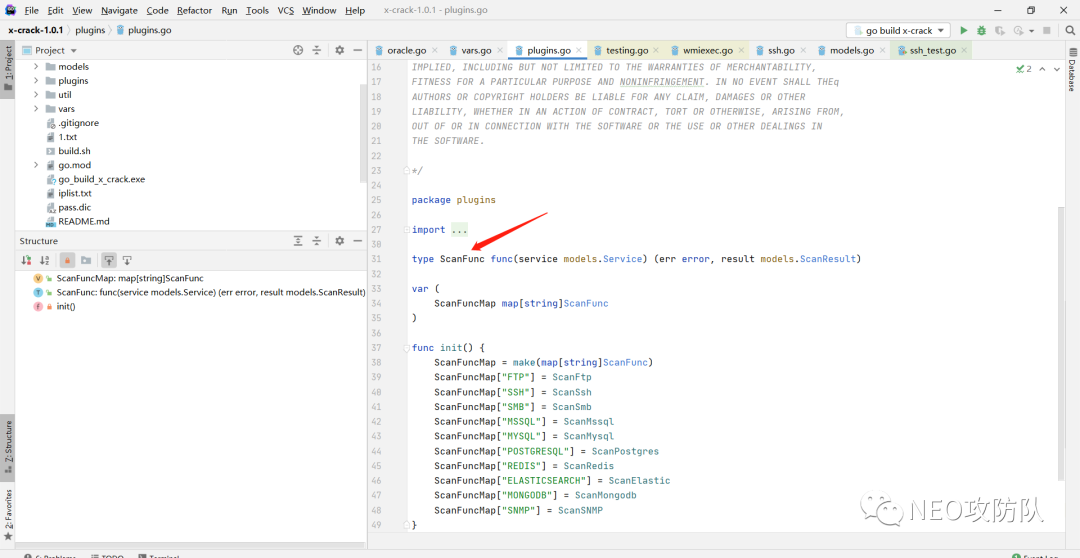 File Edit View Navigate Code Refactor Run Tools VCS Window Help x-crack-1.0.1 - plugins.go
x-crack-1.0.1 plugins plugins.go go build x-crack
1: Project
Project
oracle.go vars.go plugins.go testing.go wmiexec.go ssh.go models.go ssh_test.go
Database
models
plugins
util
vars
.gitignore
1.txt
build.sh
go.mod
go_build_x_crack.exe
iplist.txt
pass.dic
README.md
Structure
ScanFuncMap: map[string]ScanFunc
ScanFunc: func(service models.Service) (err error, result models.ScanResult)
init()
Z: Structure
2: Favorites
2
16 IMPLIED, INCLUDING BUT NOT LIMITED TO THE WARRANTIES OF MERCHANTABILITY,
17 FITNESS FOR A PARTICULAR PURPOSE AND NONINFRINGEMENT. IN NO EVENT SHALL THEq
18 AUTHORS OR COPYRIGHT HOLDERS BE LIABLE FOR ANY CLAIM, DAMAGES OR OTHER
19 LIABILITY, WHETHER IN AN ACTION OF CONTRACT, TORT OR OTHERWISE, ARISING FROM,
20 OUT OF OR IN CONNECTION WITH THE SOFTWARE OR THE USE OR OTHER DEALINGS IN
21 THE SOFTWARE.
22
23 */
24
25 package plugins
26
27 import ...
30
31 type ScanFunc func(service models.Service) (err error, result models.ScanResult)
32
33 var (
34 ScanFuncMap map[string]ScanFunc
35 )
36
37 func init() {
38 ScanFuncMap = make(map[string]ScanFunc)
39 ScanFuncMap["FTP"] = ScanFtp
40 ScanFuncMap["SSH"] = ScanSsh
41 ScanFuncMap["SMB"] = ScanSmb
42 ScanFuncMap["MSSQL"] = ScanMssql
43 ScanFuncMap["MYSQL"] = ScanMysql
44 ScanFuncMap["POSTGRESQL"] = ScanPostgres
45 ScanFuncMap["REDIS"] = ScanRedis
46 ScanFuncMap["ELASTICSEARCH"] = ScanElastic
47 ScanFuncMap["MONGODB"] = ScanMongodb
48 ScanFuncMap["SNMP"] = ScanSNMP
49 }
NEO攻防队
6: Problems TODO Terminal Event Log